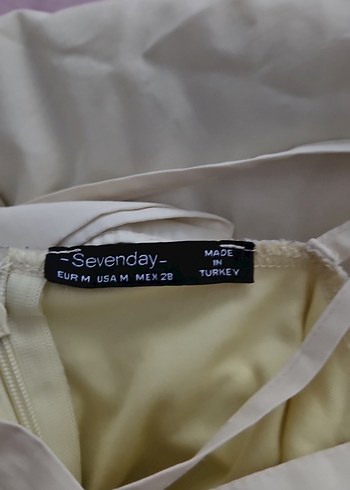 -Sevenday-
EUR M USA M MEX 28
MADE
IN
TURKEY